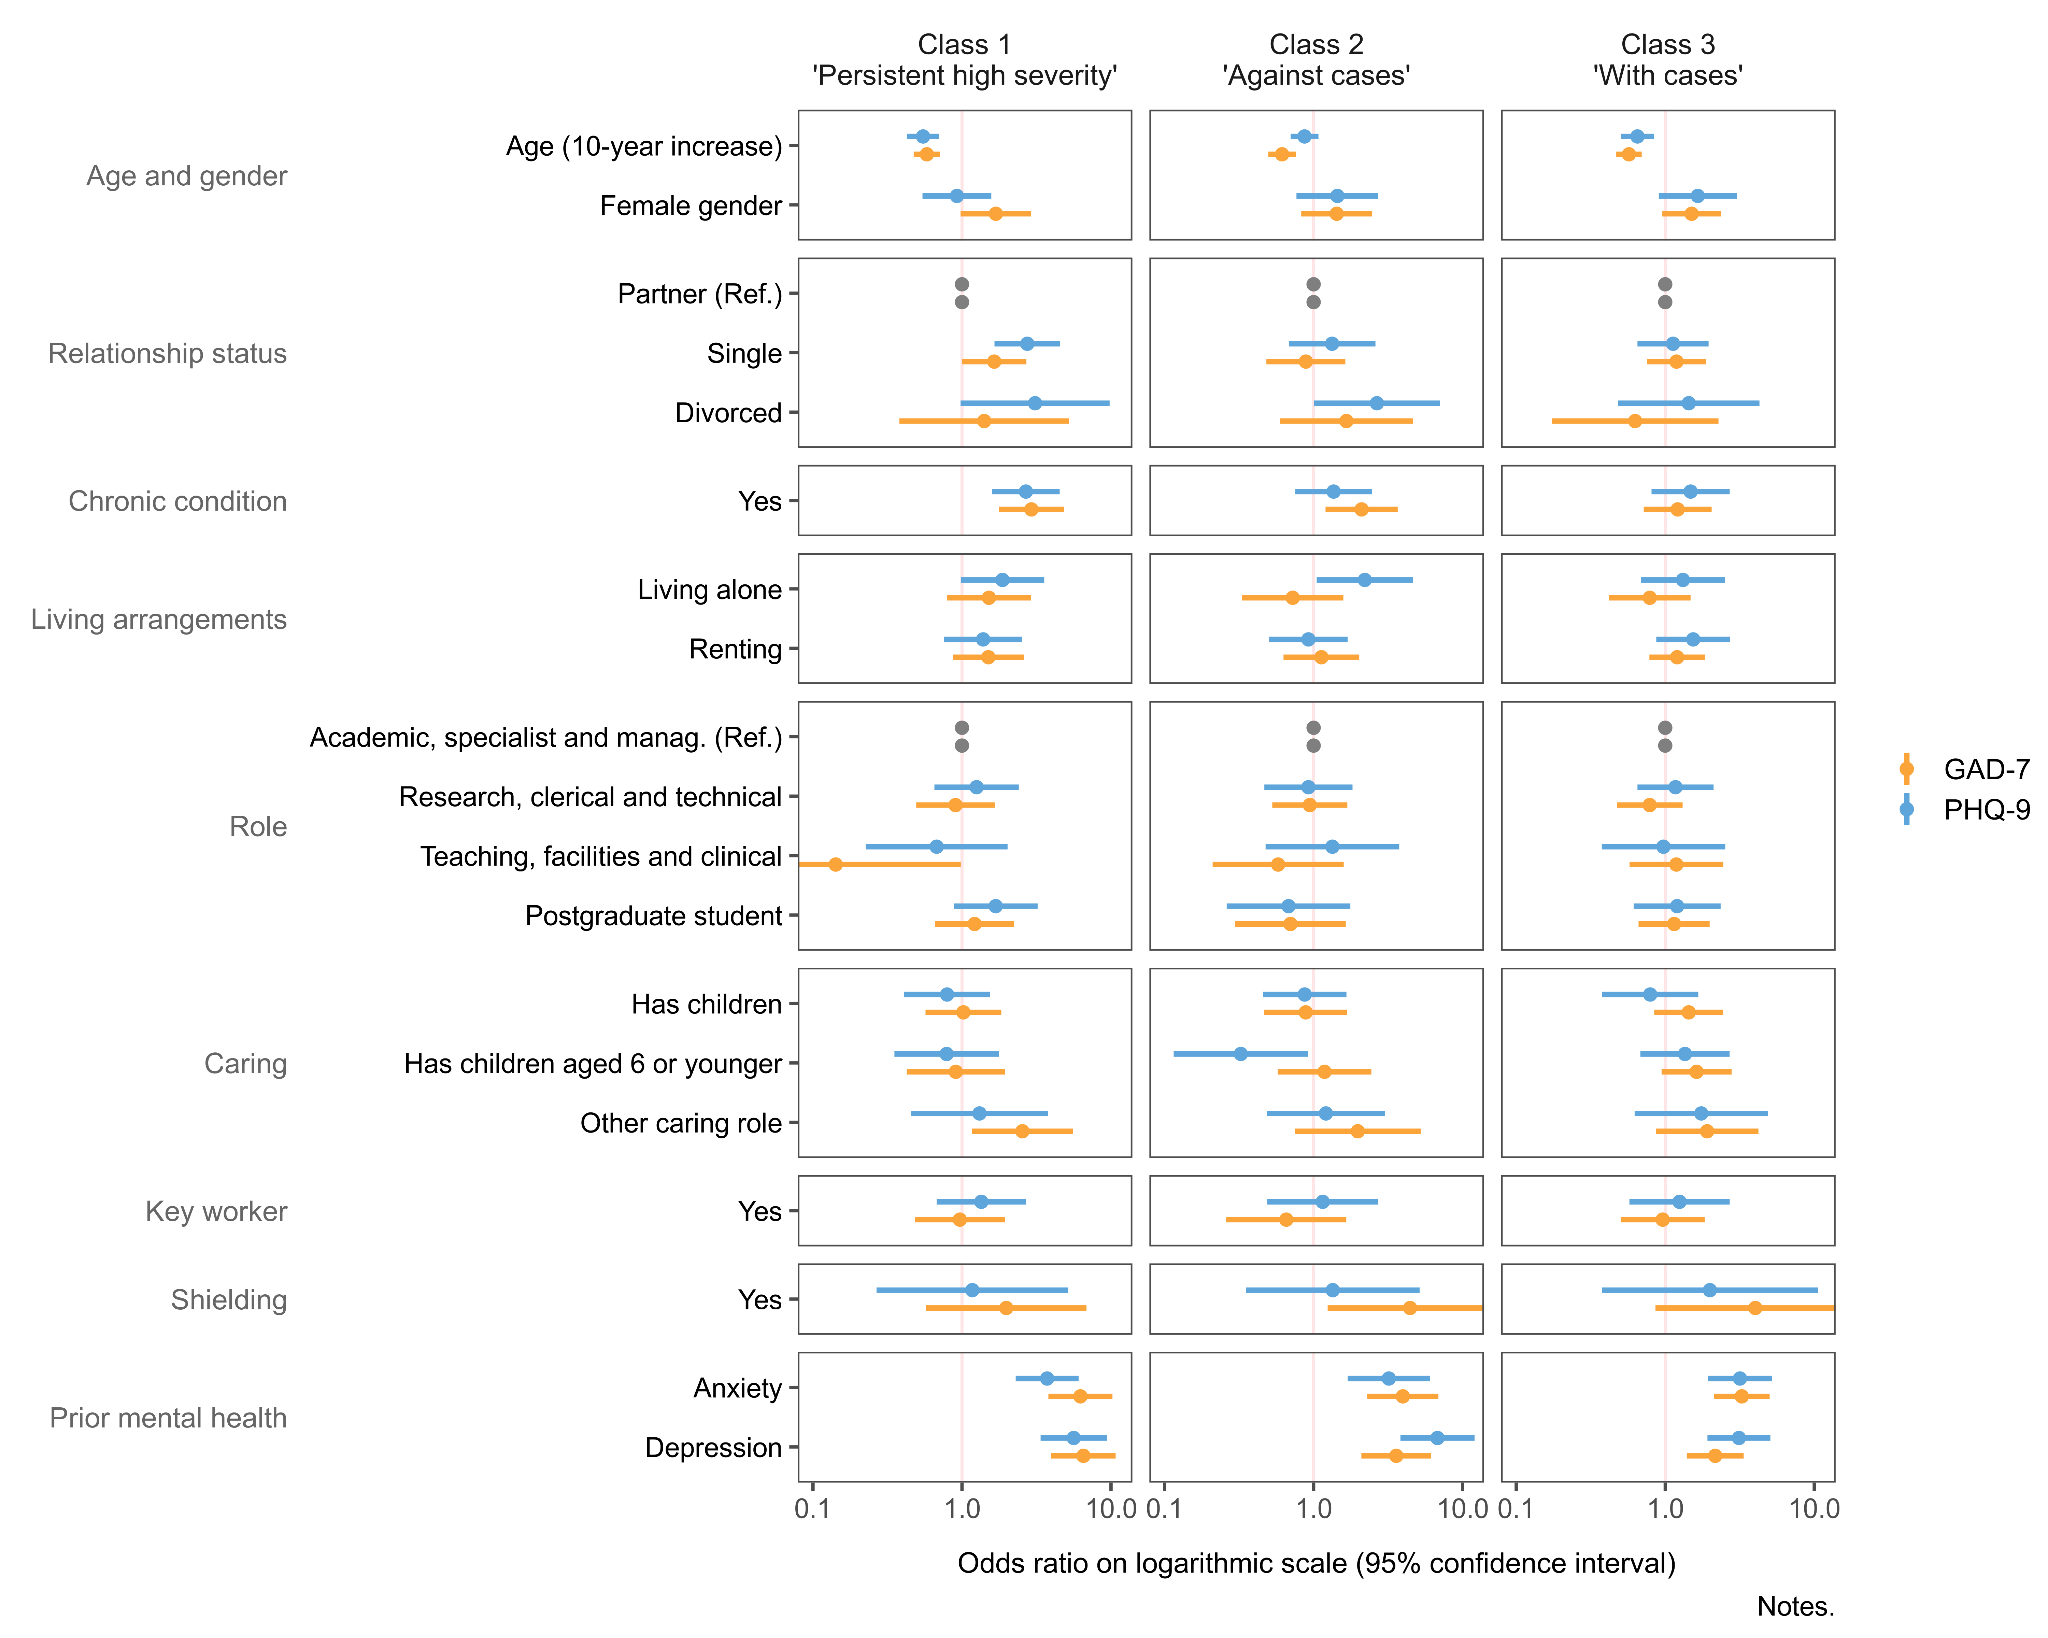 Class 1
'Persistent high severity'
Class 2
'Against cases'
Class 3
'With cases'
Age and gender
Age (10-year increase)
Female gender
Relationship status
Partner (Ref.)
Single
Divorced
Chronic condition
Yes
Living arrangements
Living alone
Renting
Role
Academic, specialist and manag. (Ref.)
Research, clerical and technical
Teaching, facilities and clinical
Postgraduate student
Caring
Has children
Has children aged 6 or younger
Other caring role
Key worker
Yes
Shielding
Yes
Prior mental health
Anxiety
Depression
GAD-7
PHQ-9
0.1 1.0 10.0 0.1 1.0 10.0 0.1 1.0 10.0
Odds ratio on logarithmic scale (95% confidence interval)
Notes.